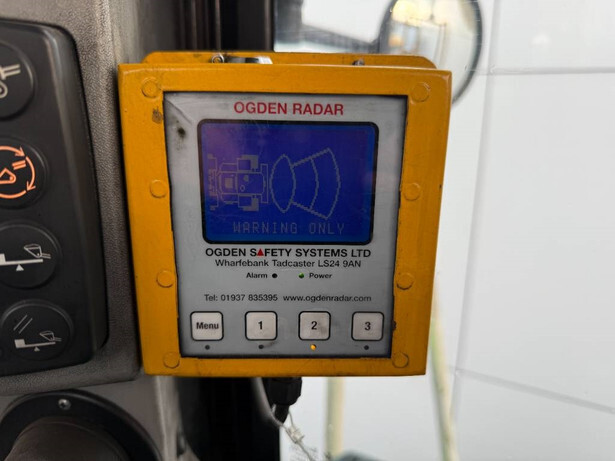 OGDEN RADAR
WARNING ONLY
OGDEN SAFETY SYSTEMS LTD
Wharfebank Tadcaster LS24 9AN
Alarm Power
Tel: 01937 835395 www.ogdenradar.com
Menu 1 2 3